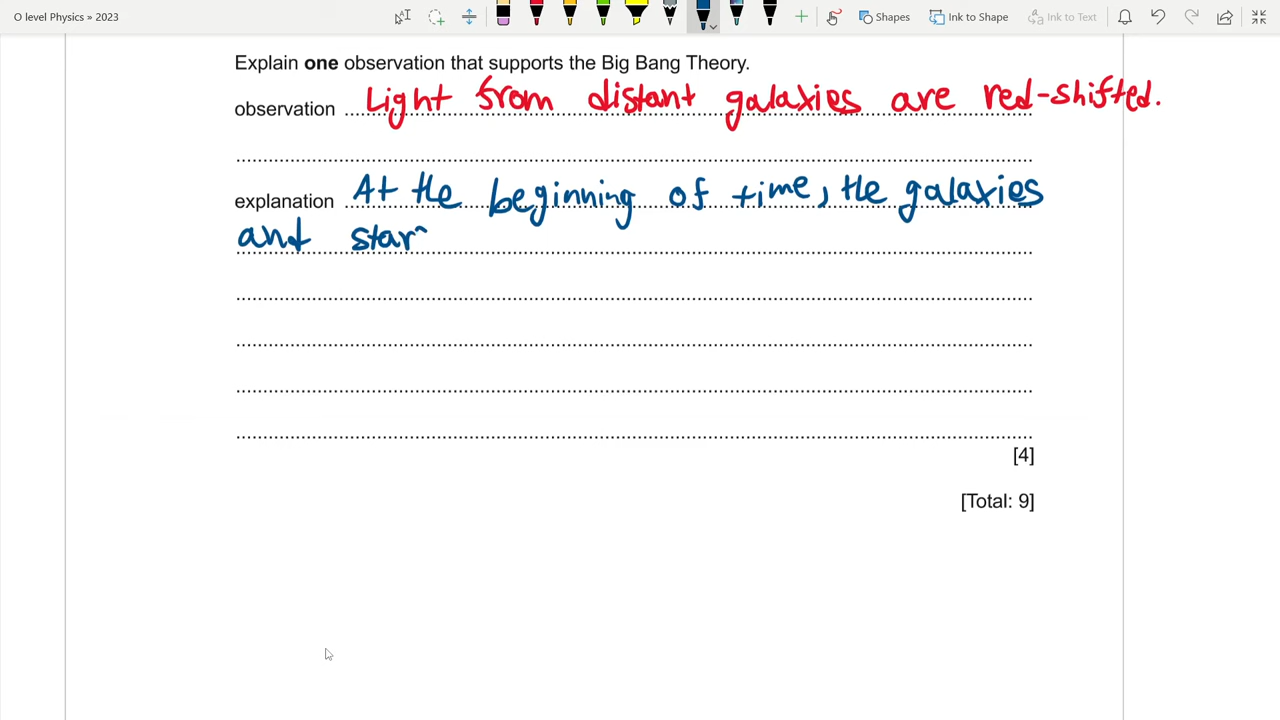 O level Physics » 2023
Shapes
Ink to Shape
Ink to Text
Explain one observation that supports the Big Bang Theory.
observation Light from distant galaxies are red-shifted.
explanation At the beginning of time, the galaxies
and star
[4]
[Total: 9]